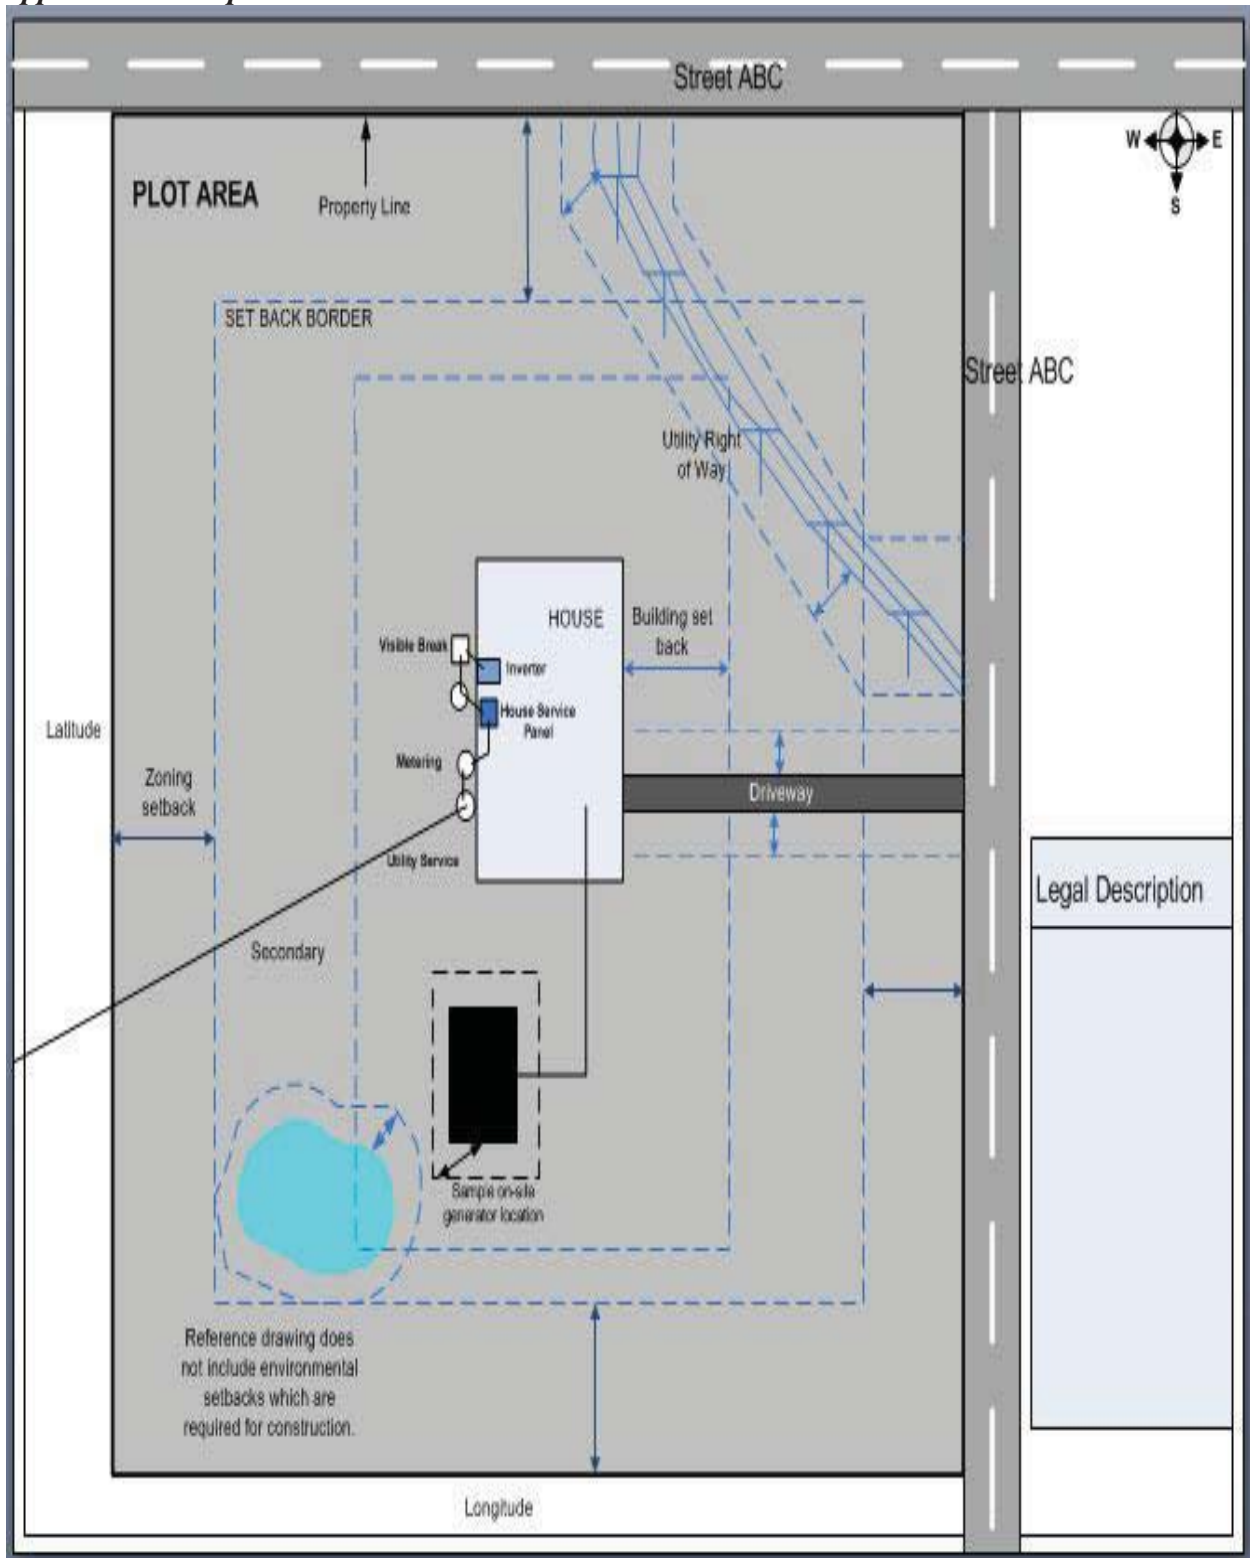 Street ABC
W E
S
PLOT AREA
Property Line
SET BACK BORDER
Street ABC
Utility Right
of Way
HOUSE
Building set
back
Visible Break
Inverter
House Service
Panel
Latitude
Metering
Zoning
setback
Driveway
Utility Service
Legal Description
Secondary
Sample on-site
generator location
Reference drawing does
not include environmental
setbacks which are
required for construction.
Longitude